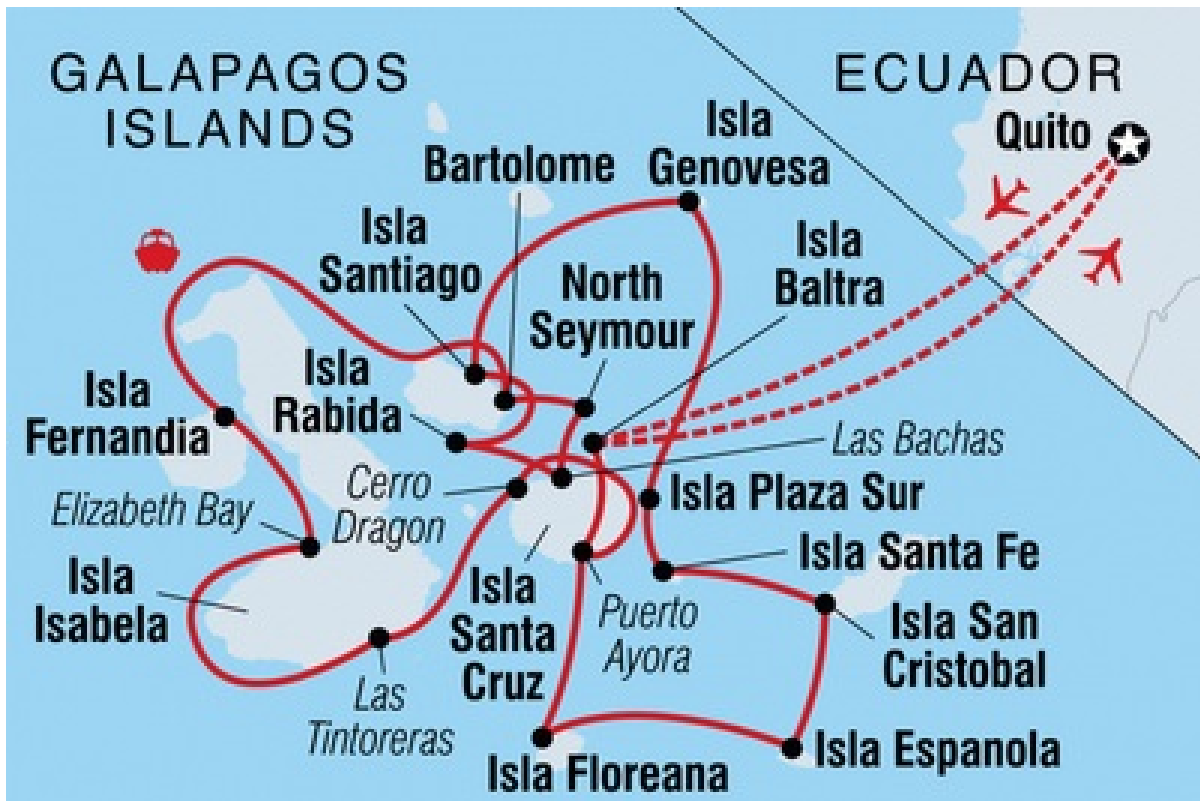 GALAPAGOS
ISLANDS
ECUADOR
Quito
Isla
Genovesa
Bartolome
Isla
Santiago
North
Seymour
Isla
Baltra
Isla
Rabida
Isla
Fernandia
Las Bachas
Cerro
Dragon
Elizabeth Bay
Isla Plaza Sur
Isla Santa Fe
Isla
Isabela
Isla
Santa
Cruz
Puerto
Ayora
Isla San
Cristobal
Las
Tintoreras
Isla Floreana
Isla Espanola